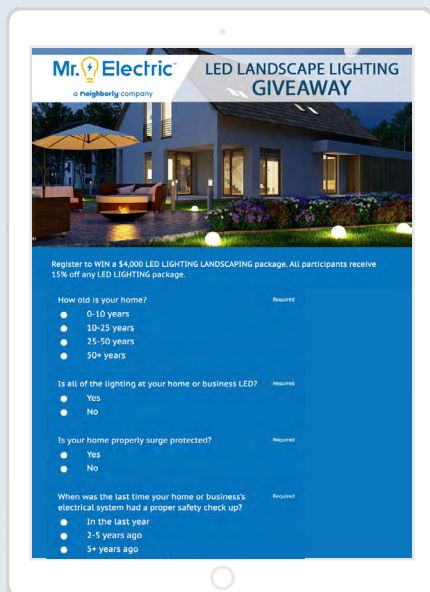 Mr. Electric™
a neighborly company
LED LANDSCAPE LIGHTING
GIVEAWAY
Register to WIN a $4,000 LED LIGHTING LANDSCAPING package. All participants receive
15% off any LED LIGHTING package.
How old is your home? Required
0-10 years
10-25 years
25-50 years
50+ years
Is all of the lighting at your home or business LED? Required
Yes
No
Is your home properly surge protected? Required
Yes
No
When was the last time your home or business's Required
electrical system had a proper safety check up?
In the last year
2-5 years ago
5+ years ago